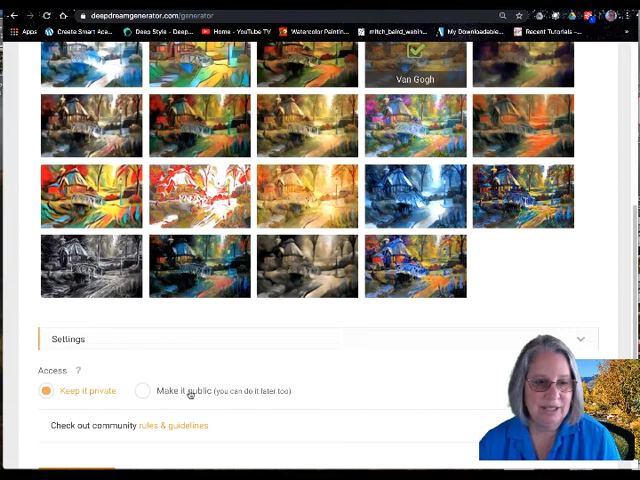 deepdreamgenerator.com/generator
Apps Create Smart Aca... Deep Style - Deep D... Home - YouTube TV Watercolor Paintin... mitch_baird_webin... My Downloadable... Recent Tutorials -... »
Van Gogh
Settings
Access ?
Keep it private Make it public (you can do it later too)
Check out community rules & guidelines